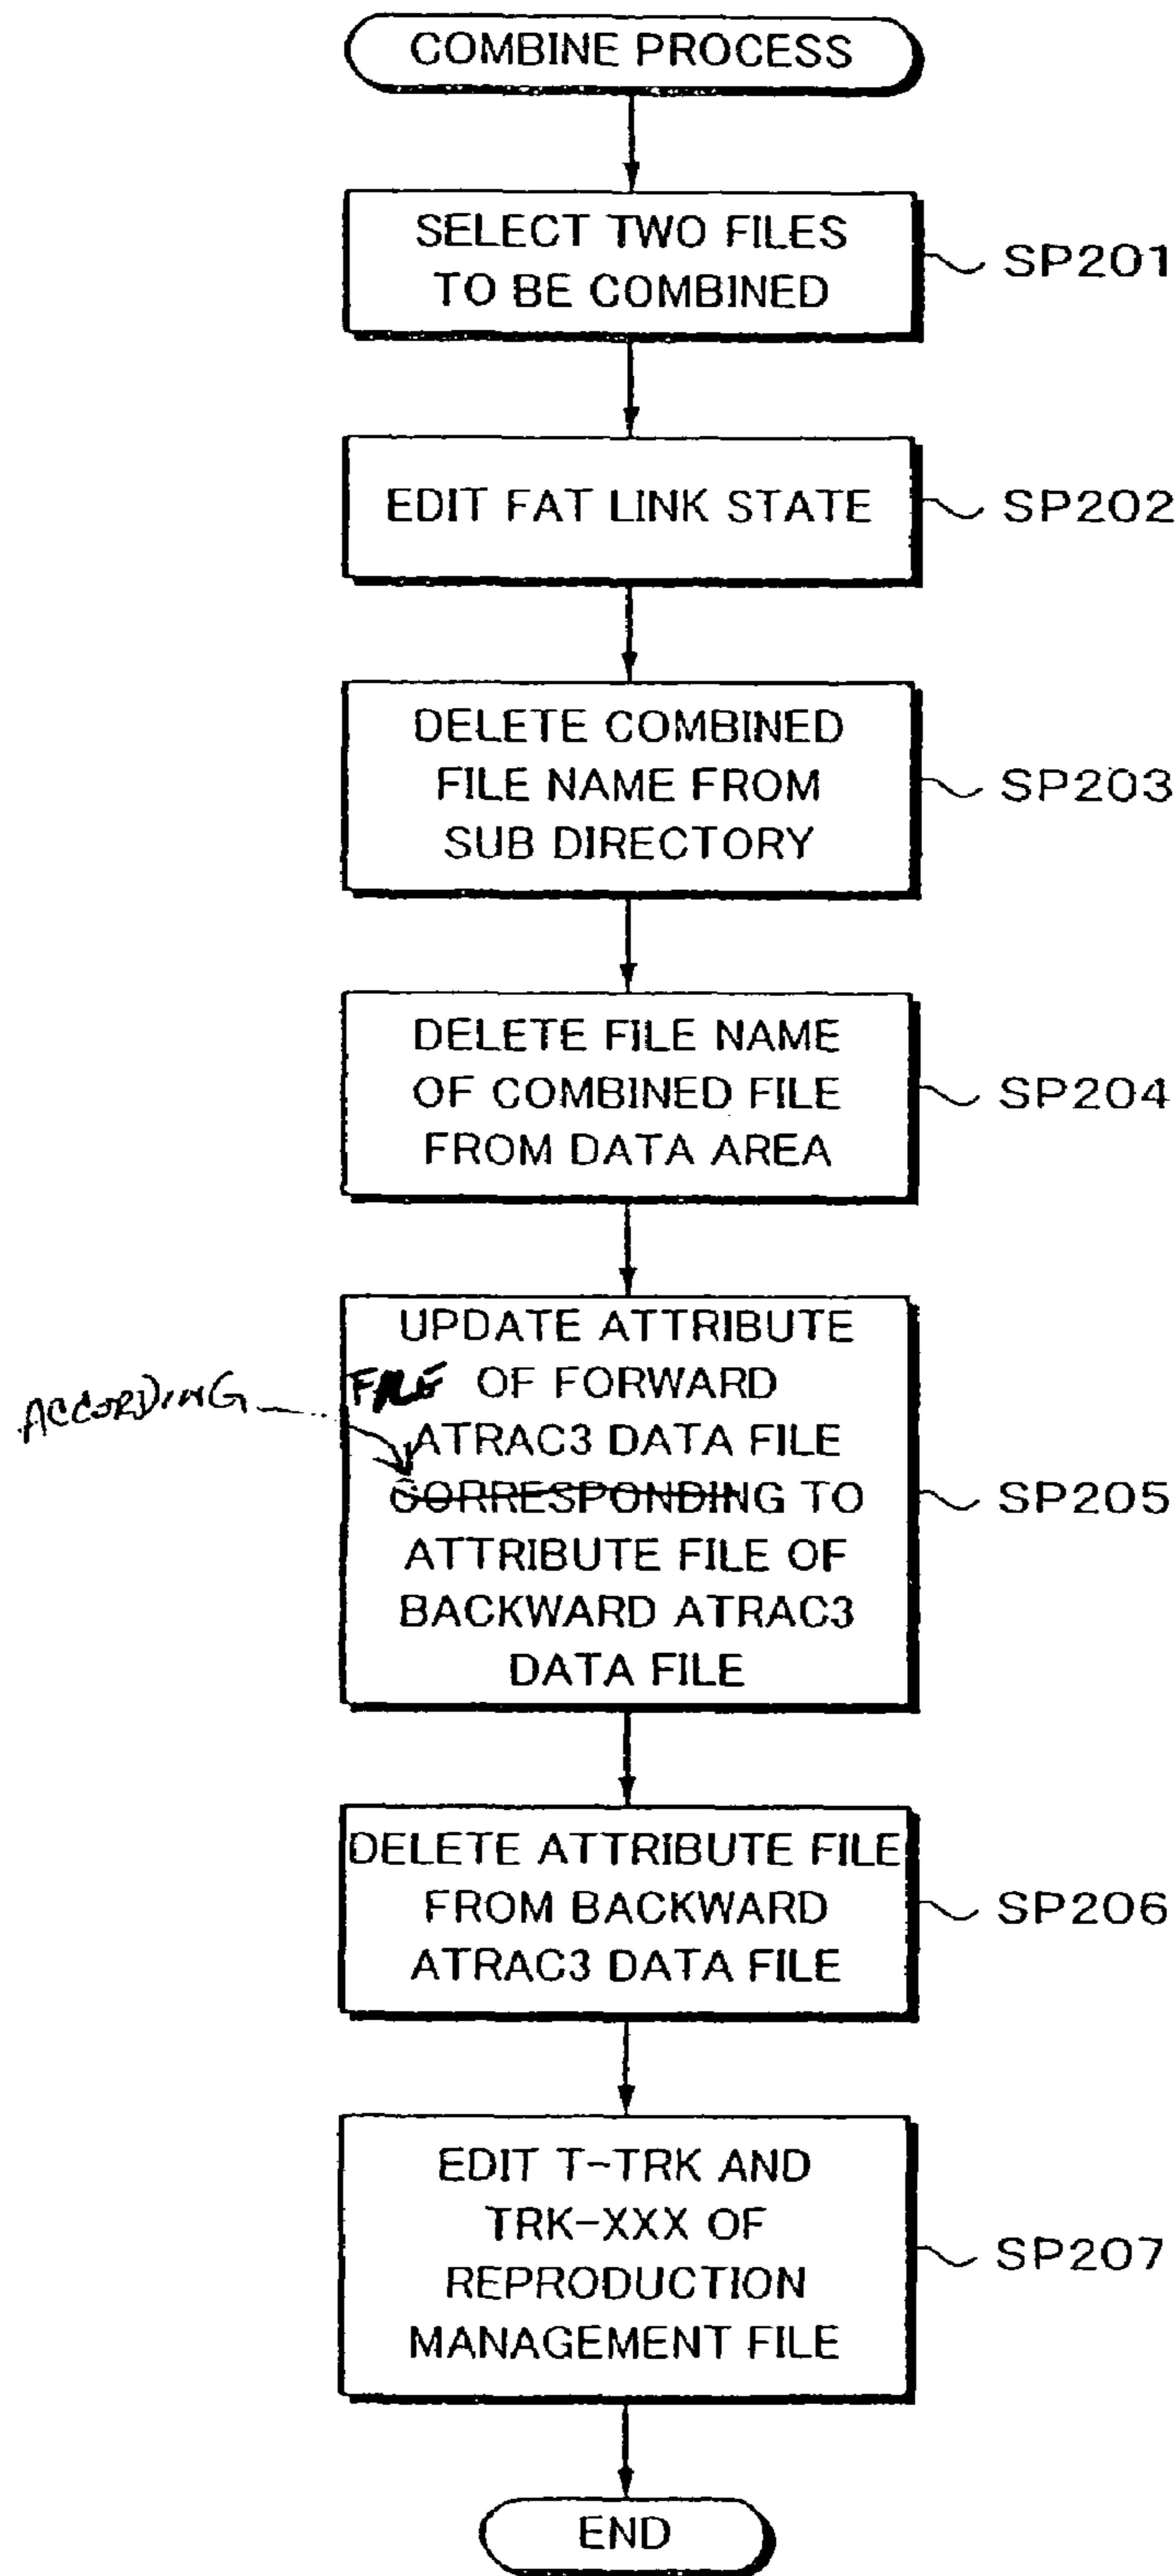 COMBINE PROCESS
SELECT TWO FILES
TO BE COMBINED
SP201
EDIT FAT LINK STATE
SP202
DELETE COMBINED
FILE NAME FROM
SUB DIRECTORY
SP203
DELETE FILE NAME
OF COMBINED FILE
FROM DATA AREA
SP204
UPDATE ATTRIBUTE
FILE OF FORWARD
ATRAC3 DATA FILE
ACCORDING
CORRESPONDING TO
ATTRIBUTE FILE OF
BACKWARD ATRAC3
DATA FILE
SP205
DELETE ATTRIBUTE FILE
FROM BACKWARD
ATRAC3 DATA FILE
SP206
EDIT T-TRK AND
TRK-XXX OF
REPRODUCTION
MANAGEMENT FILE
SP207
END